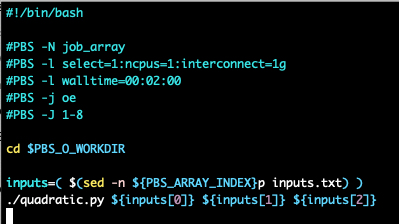 #!/bin/bash
#PBS -N job_array
#PBS -l select=1:ncpus=1:interconnect=1g
#PBS -l walltime=00:02:00
#PBS -j oe
#PBS -J 1-8
cd $PBS_O_WORKDIR
inputs=( $(sed -n ${PBS_ARRAY_INDEX}p inputs.txt) )
./quadratic.py ${inputs[0]} ${inputs[1]} ${inputs[2]}